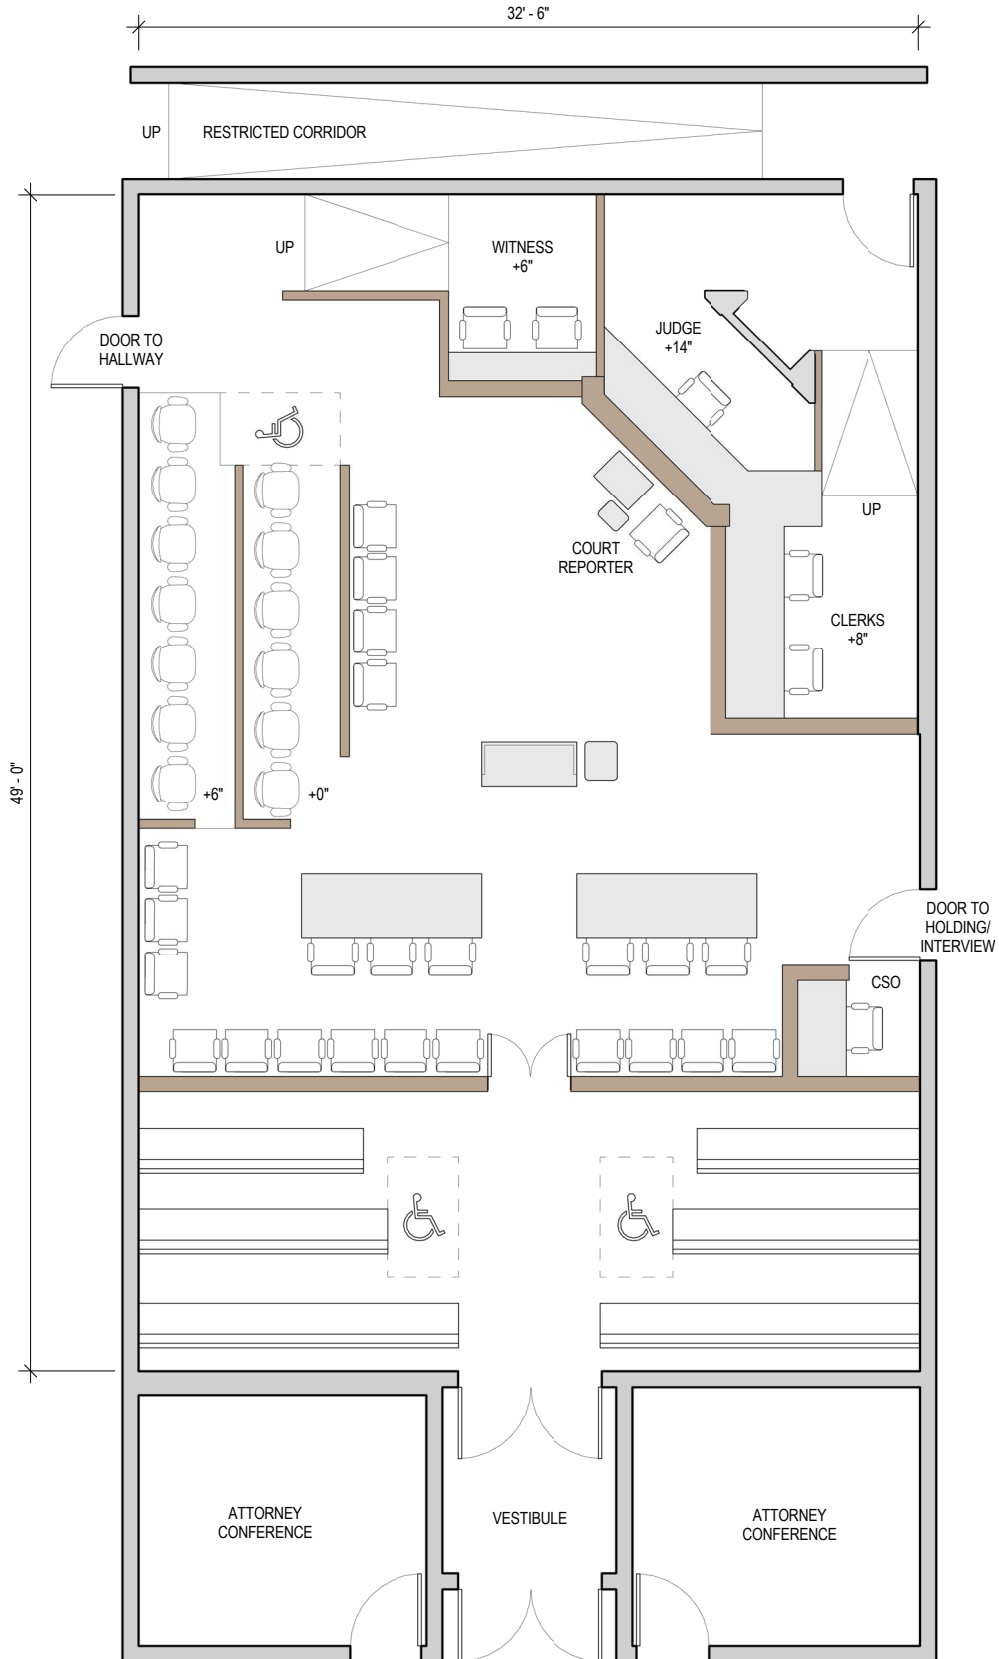 32' - 6"
UP
RESTRICTED CORRIDOR
UP
WITNESS
+6"
JUDGE
+14"
DOOR TO
HALLWAY
UP
COURT
REPORTER
CLERKS
+8"
49' - 0"
+6"
+0"
DOOR TO
HOLDING/
INTERVIEW
CSO
ATTORNEY
CONFERENCE
VESTIBULE
ATTORNEY
CONFERENCE